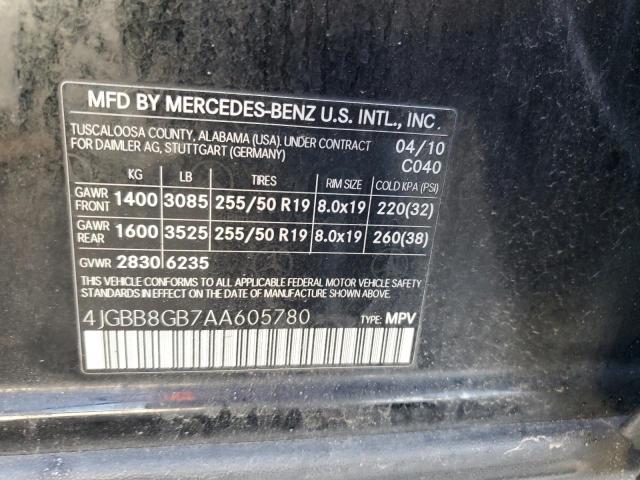 MFD BY MERCEDES-BENZ U.S. INTL., INC.
TUSCALOOSA COUNTY, ALABAMA (USA). UNDER CONTRACT 04/10
FOR DAIMLER AG, STUTTGART (GERMANY) C040
KG LB TIRES RIM SIZE COLD KPA (PSI)
GAWR FRONT 1400 3085 255/50 R19 8.0x19 220(32)
GAWR REAR 1600 3525 255/50 R19 8.0x19 260(38)
GVWR 2830 6235
THIS VEHICLE CONFORMS TO ALL APPLICABLE FEDERAL MOTOR VEHICLE SAFETY
AND THEFT PREVENTION STANDARDS IN EFFECT ON THE DATE OF MANUFACTURE SHOWN ABOVE.
4JGBB8GB7AA605780 TYPE: MPV